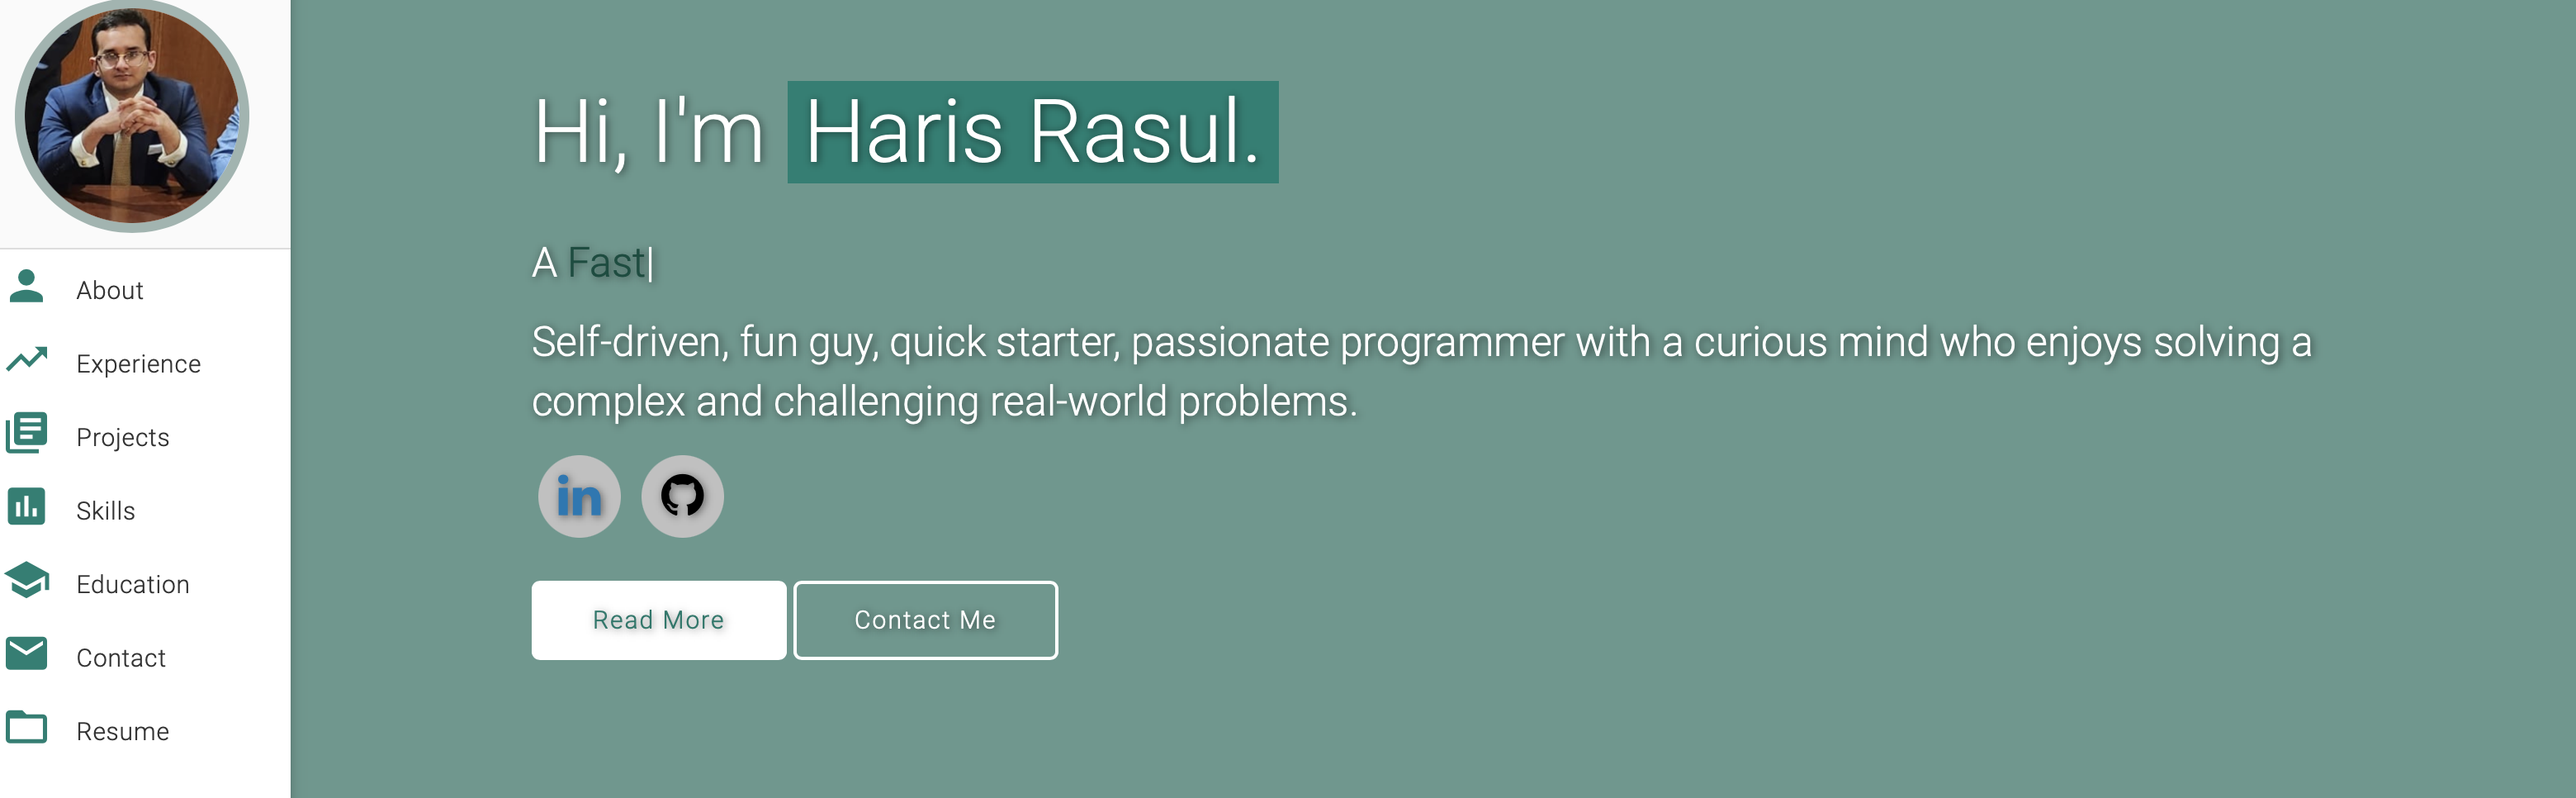 About
Experience
Projects
Skills
Education
Contact
Resume
Hi, I'm Haris Rasul.
A Fast|
Self-driven, fun guy, quick starter, passionate programmer with a curious mind who enjoys solving a
complex and challenging real-world problems.
in
Read More
Contact Me